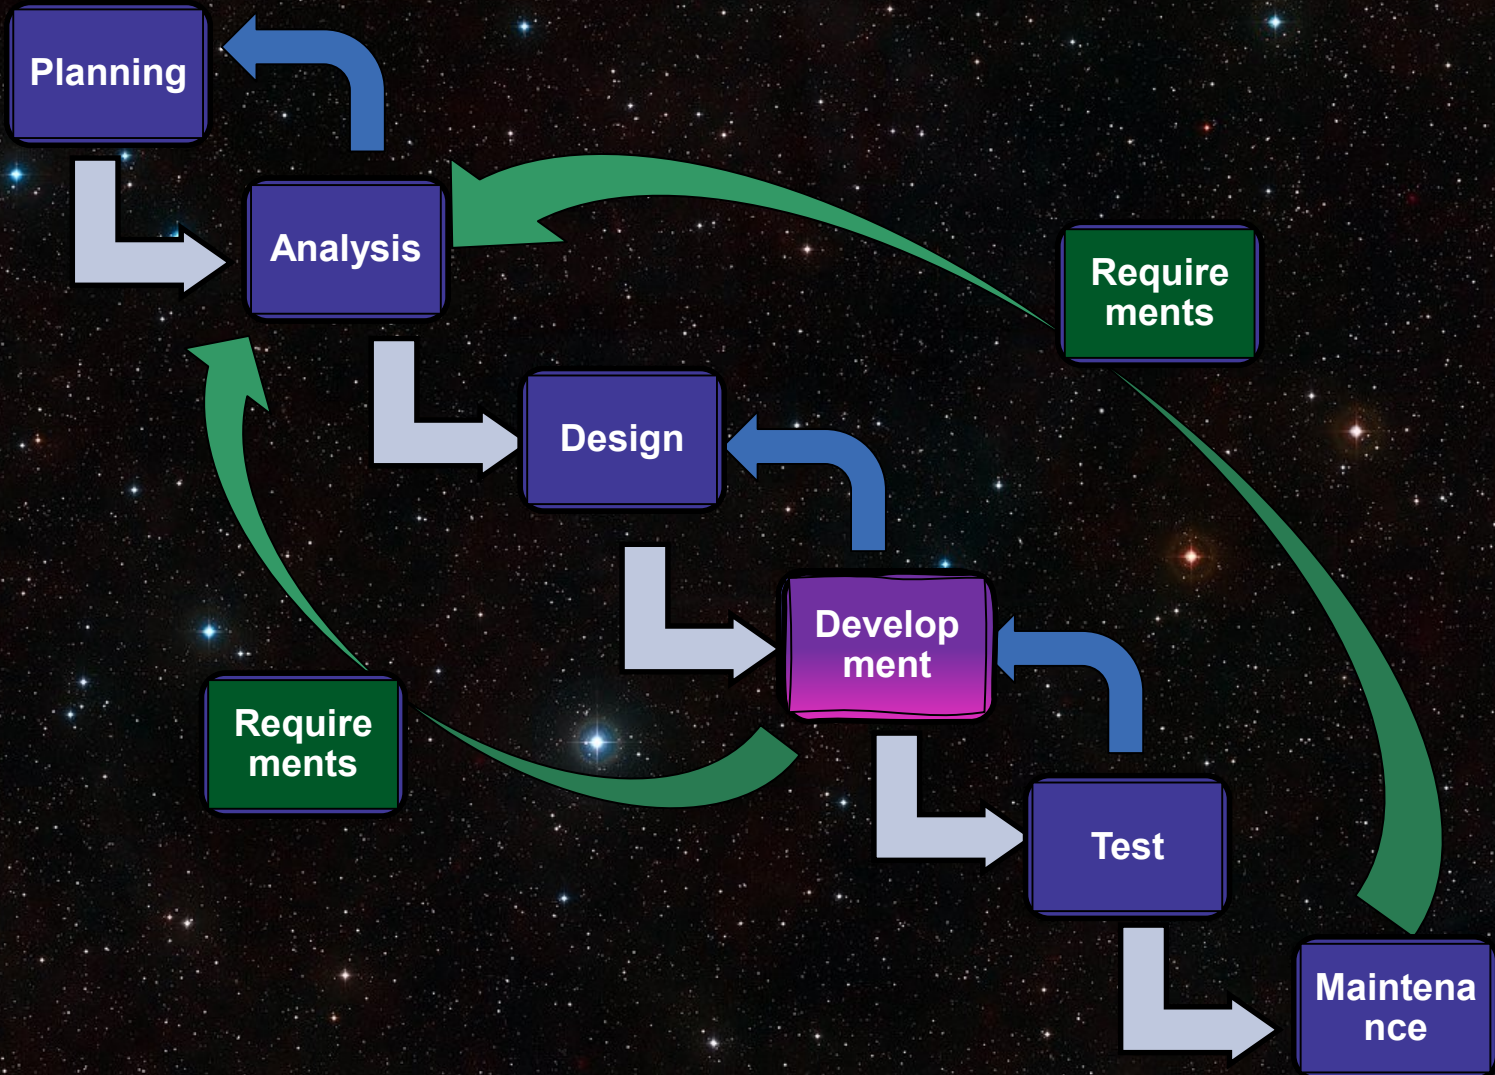 Planning
Analysis
Require
ments
Design
Develop
ment
Require
ments
Test
Maintena
nce